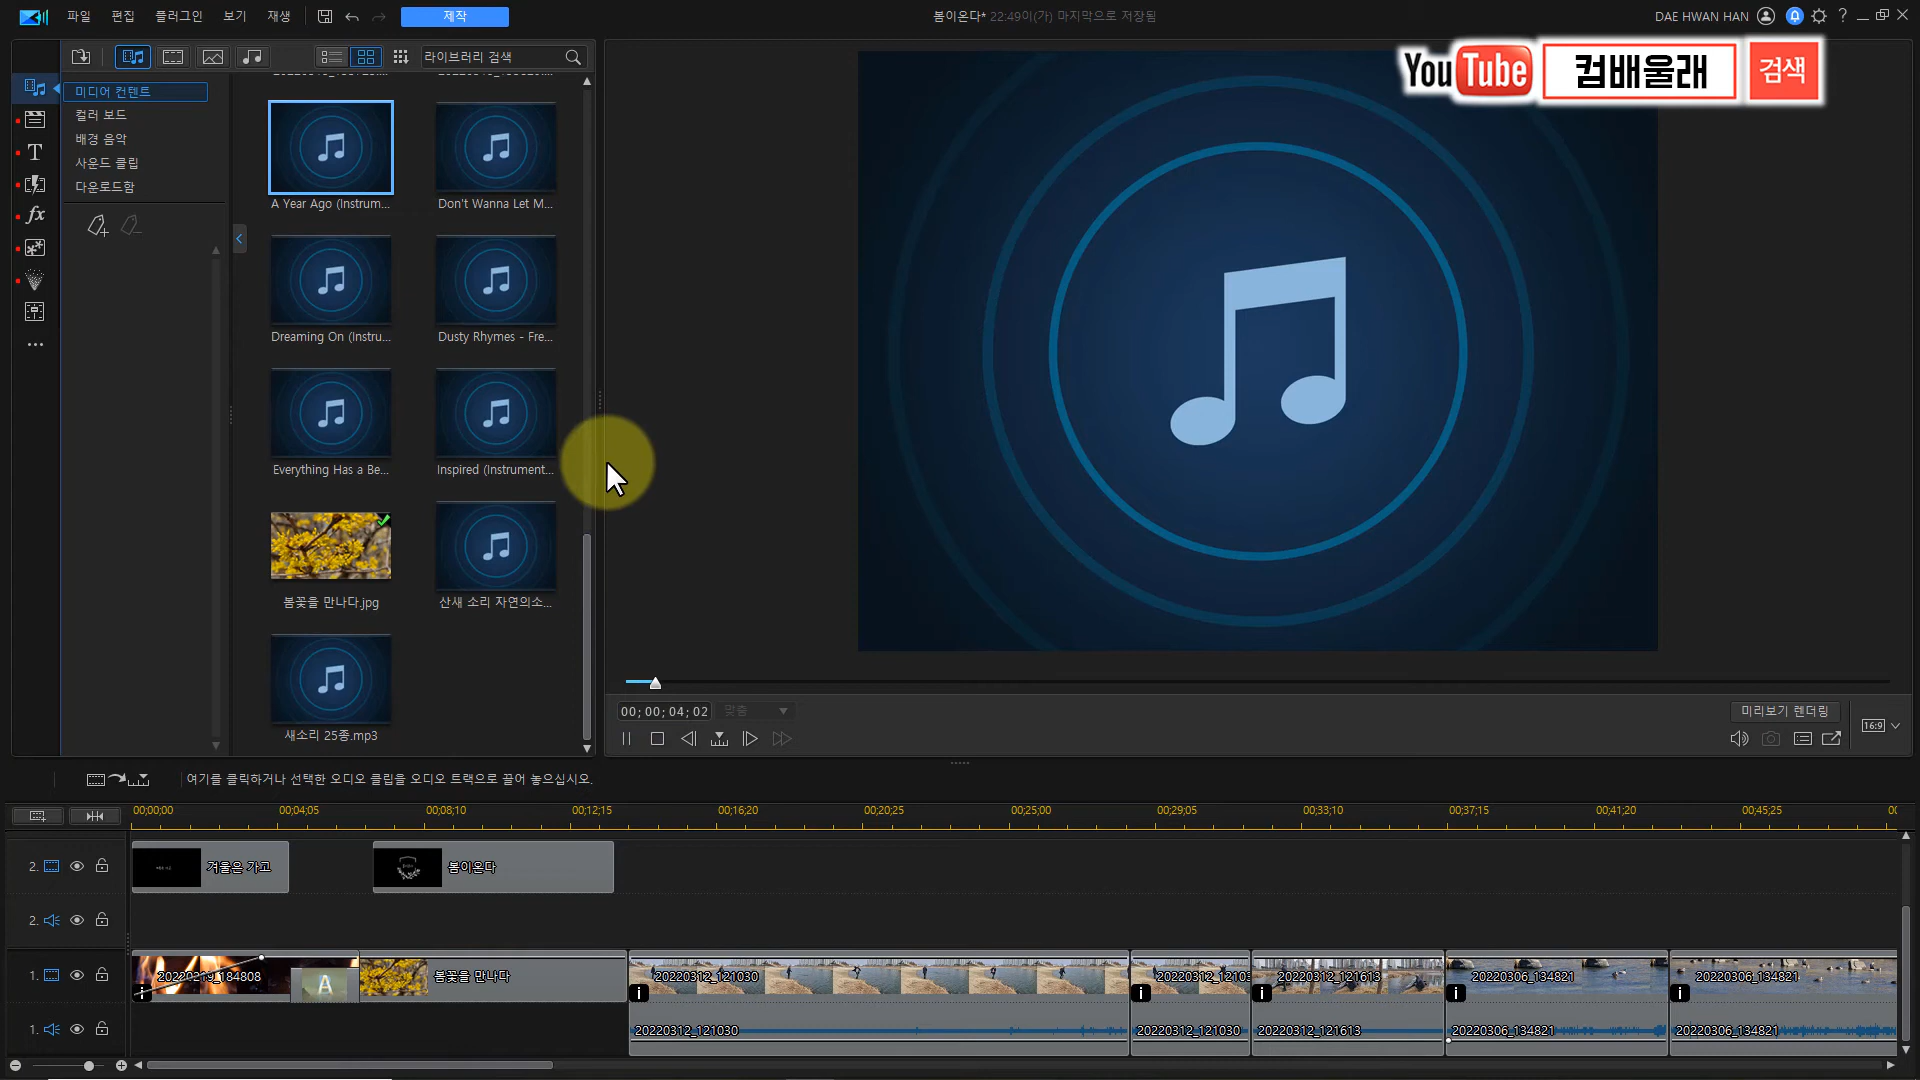 파일 편집 플러그인 보기 재생 제작
봄이온다* 22:49이(가) 마지막으로 저장됨
DAE HWAN HAN
?
라이브러리 검색
YouTube 컴배울래 검색
미디어 컨텐트
컬러 보드
배경 음악
사운드 클립
다운로드함
T
fx
A Year Ago (Instrum...
Don't Wanna Let M...
Dreaming On (Instru...
Dusty Rhymes - Fre...
Everything Has a Be...
Inspired (Instrument...
봄꽃을 만나다.jpg
산새 소리 자연의소...
새소리 25종.mp3
00; 00; 04; 02
맞춤
미리보기 렌더링
16:9
여기를 클릭하거나 선택한 오디오 클립을 오디오 트랙으로 끌어 놓으십시오.
00;00;00 00;04;05 00;08;10 00;12;15 00;16;20 00;20;25 00;25;00 00;29;05 00;33;10 00;37;15 00;41;20 00;45;25
2. 겨울은 가고 봄이온다
2.
1. 20220219_184808 A 봄꽃을 만나다 20220312_121030 20220312_1210 20220312_121613 20220306_134821 20220306_134821
1. 20220312_121030 20220312_121030 20220312_121613 20220306_134821 20220306_134821